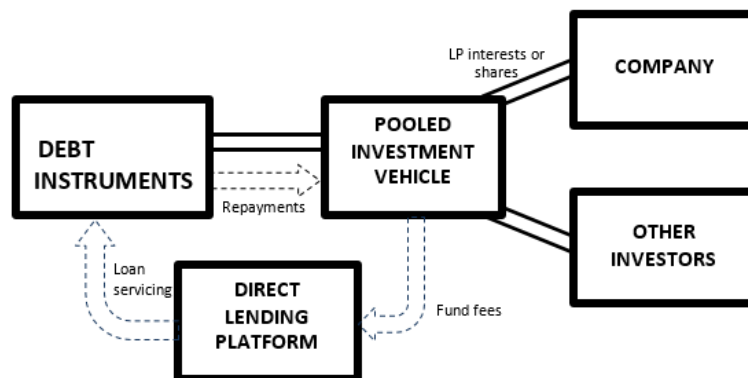 LP interests or
shares
COMPANY
POOLED
INVESTMENT
VEHICLE
DEBT
INSTRUMENTS
Repayments
OTHER
INVESTORS
Loan
servicing
DIRECT
LENDING
PLATFORM
Fund fees